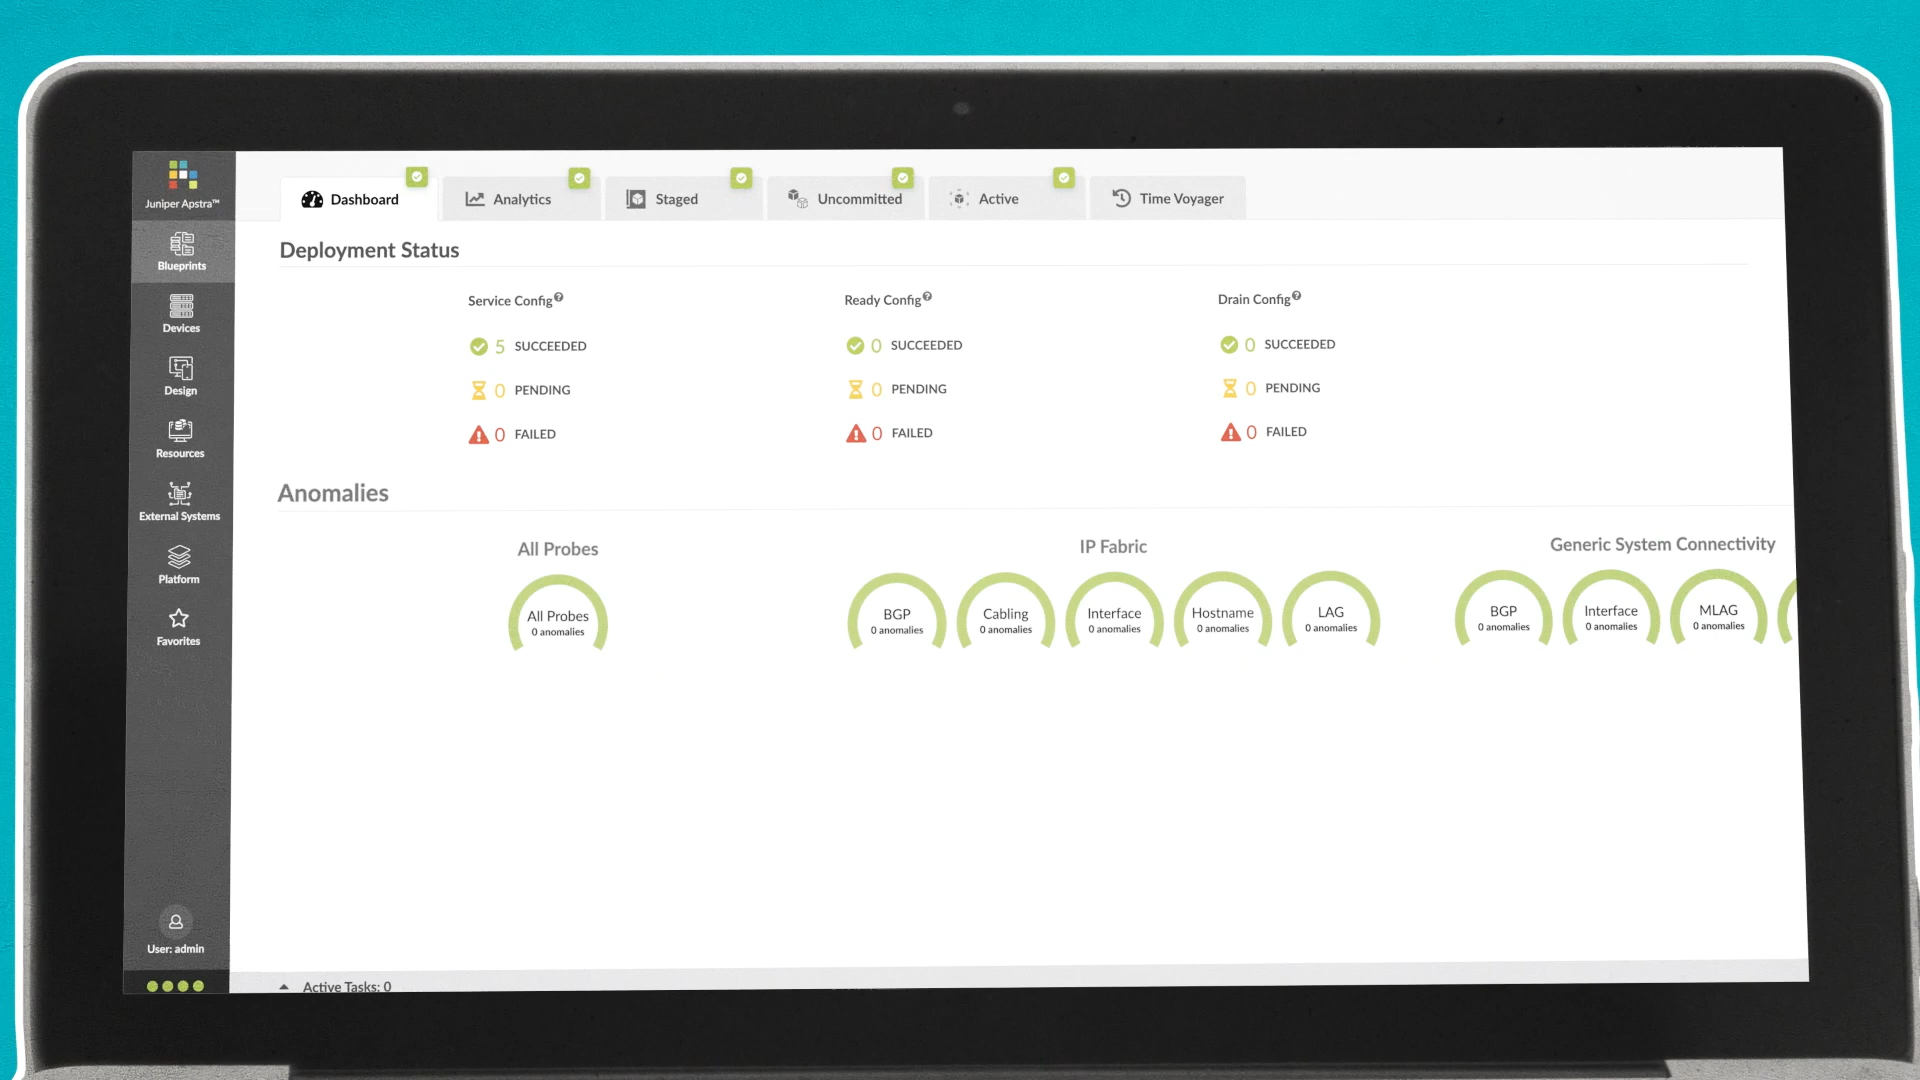 Juniper Apstra™
Blueprints
Devices
Design
Resources
External Systems
Platform
Favorites
User: admin
Dashboard
Analytics
Staged
Uncommitted
Active
Time Voyager
Deployment Status
Service Config
5 SUCCEEDED
0 PENDING
0 FAILED
Ready Config
0 SUCCEEDED
0 PENDING
0 FAILED
Drain Config
0 SUCCEEDED
0 PENDING
0 FAILED
Anomalies
All Probes
All Probes
0 anomalies
IP Fabric
BGP
0 anomalies
Cabling
0 anomalies
Interface
0 anomalies
Hostname
0 anomalies
LAG
0 anomalies
Generic System Connectivity
BGP
0 anomalies
Interface
0 anomalies
MLAG
0 anomalies
Active Tasks: 0